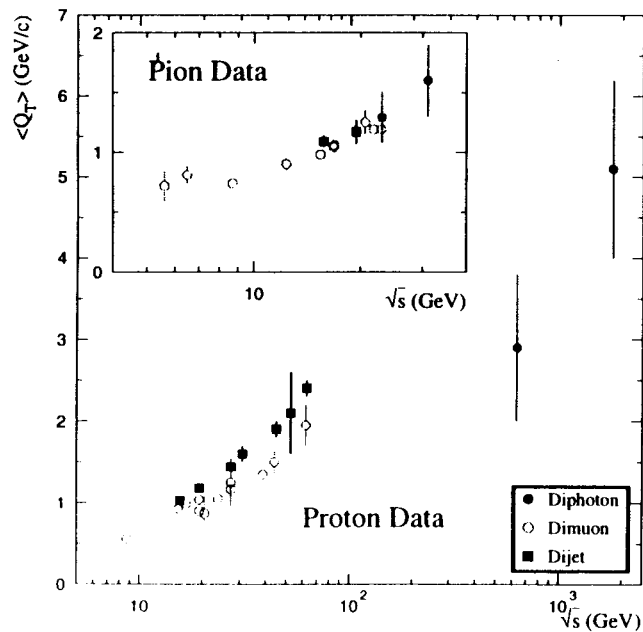 <Q_T> (GeV/c)
7
6
5
4
3
2
1
0
2
1
0
Pion Data
10
√s (GeV)
Proton Data
Diphoton
Dimuon
Dijet
10
10²
10³
√s (GeV)